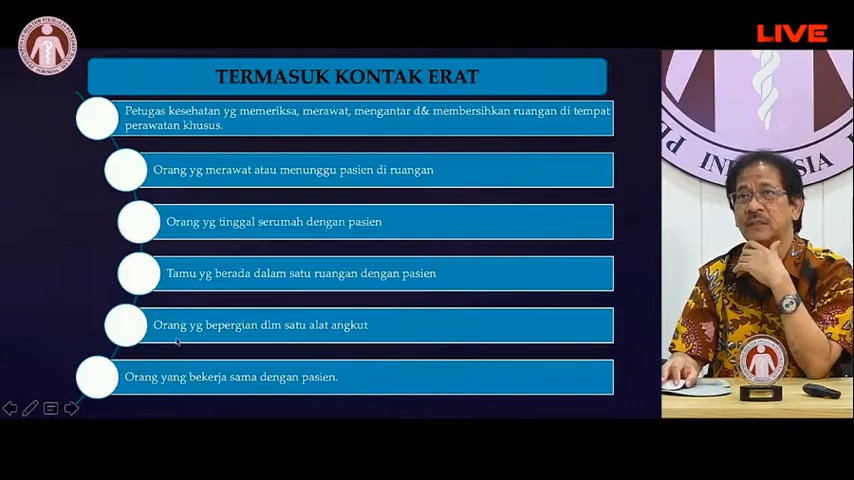 LIVE
TERMASUK KONTAK ERAT
Petugas kesehatan yg memeriksa, merawat, mengantar d& membersihkan ruangan di tempat
perawatan khusus.
Orang yg merawat atau menunggu pasien di ruangan
Orang yg tinggal serumah dengan pasien
Tamu yg berada dalam satu ruangan dengan pasien
Orang yg bepergian dlm satu alat angkut
Orang yang bekerja sama dengan pasien.